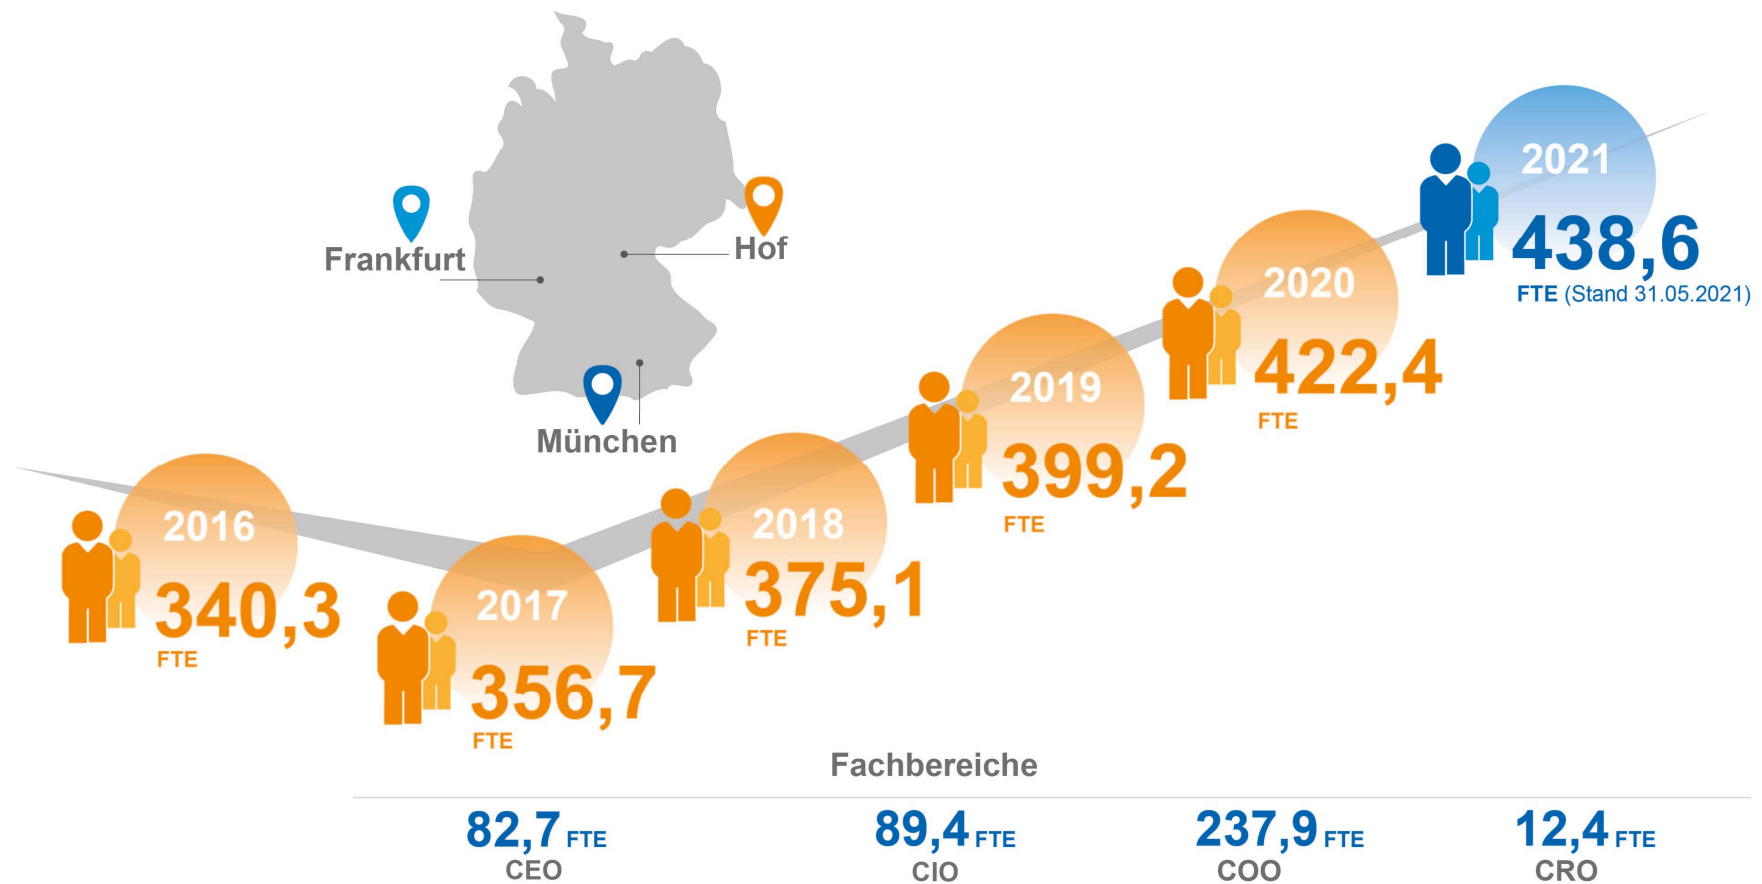 Frankfurt
Hof
München
2016
340,3
FTE
2017
356,7
FTE
2018
375,1
FTE
2019
399,2
FTE
2020
422,4
FTE
2021
438,6
FTE (Stand 31.05.2021)
Fachbereiche
82,7 FTE
CEO
89,4 FTE
CIO
237,9 FTE
COO
12,4 FTE
CRO